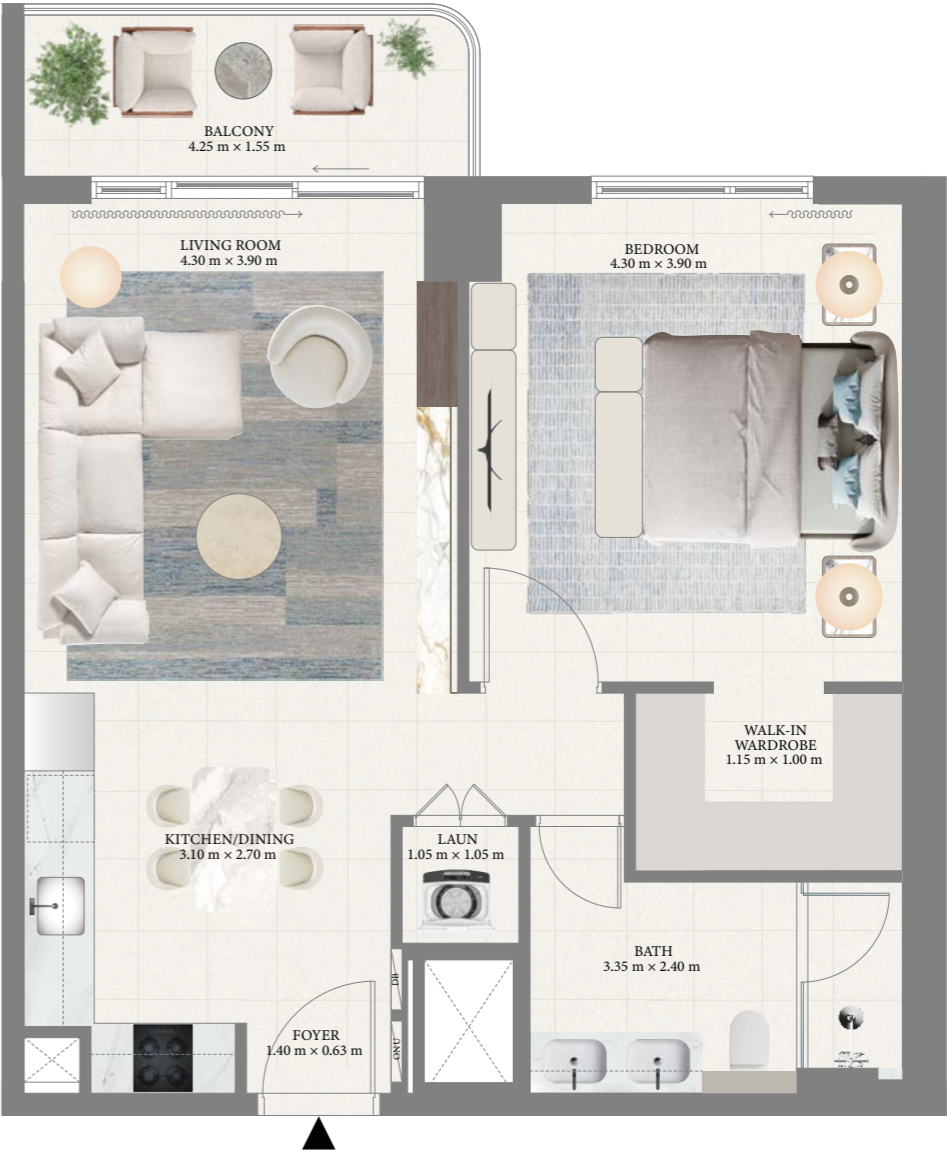 BALCONY
4.25 m × 1.55 m
LIVING ROOM
4.30 m × 3.90 m
BEDROOM
4.30 m × 3.90 m
WALK-IN
WARDROBE
1.15 m × 1.00 m
KITCHEN/DINING
3.10 m × 2.70 m
LAUN
1.05 m × 1.05 m
BATH
3.35 m × 2.40 m
DB
FOYER
1.40 m × 0.63 m
ONU